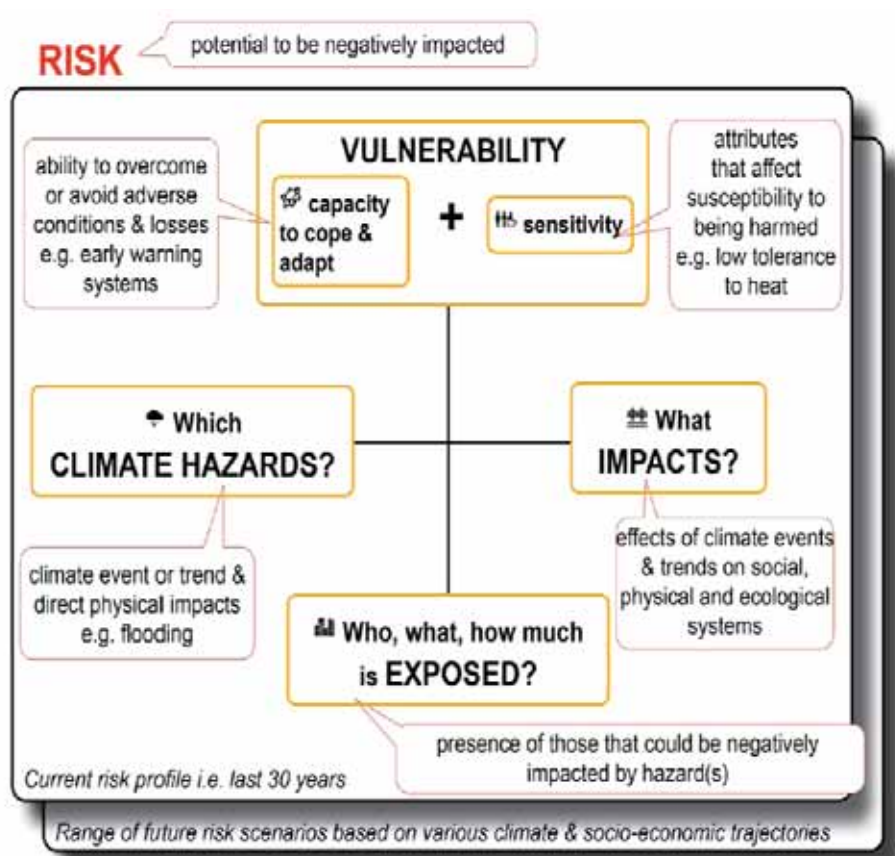 RISK
potential to be negatively impacted
VULNERABILITY
capacity
to cope &
adapt
+
sensitivity
ability to overcome
or avoid adverse
conditions & losses
e.g. early warning
systems
attributes
that affect
susceptibility to
being harmed
e.g. low tolerance
to heat
Which
CLIMATE HAZARDS?
What
IMPACTS?
climate event or trend &
direct physical impacts
e.g. flooding
effects of climate events
& trends on social,
physical and ecological
systems
Who, what, how much
is EXPOSED?
presence of those that could be negatively
impacted by hazard(s)
Current risk profile i.e. last 30 years
Range of future risk scenarios based on various climate & socio-economic trajectories